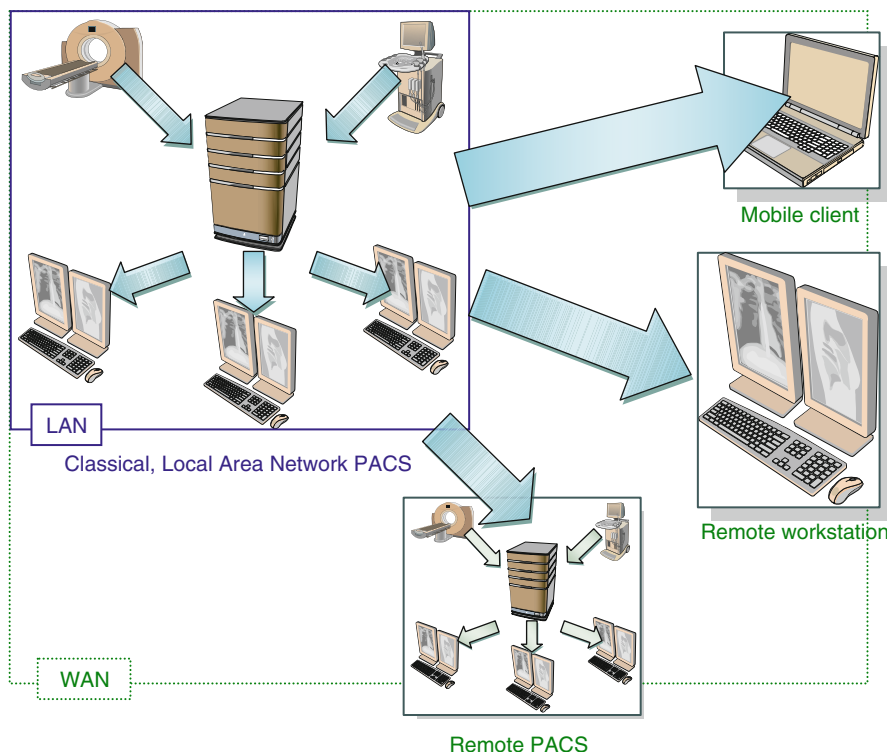 Mobile client
LAN
Classical, Local Area Network PACS
Remote workstation
WAN
Remote PACS